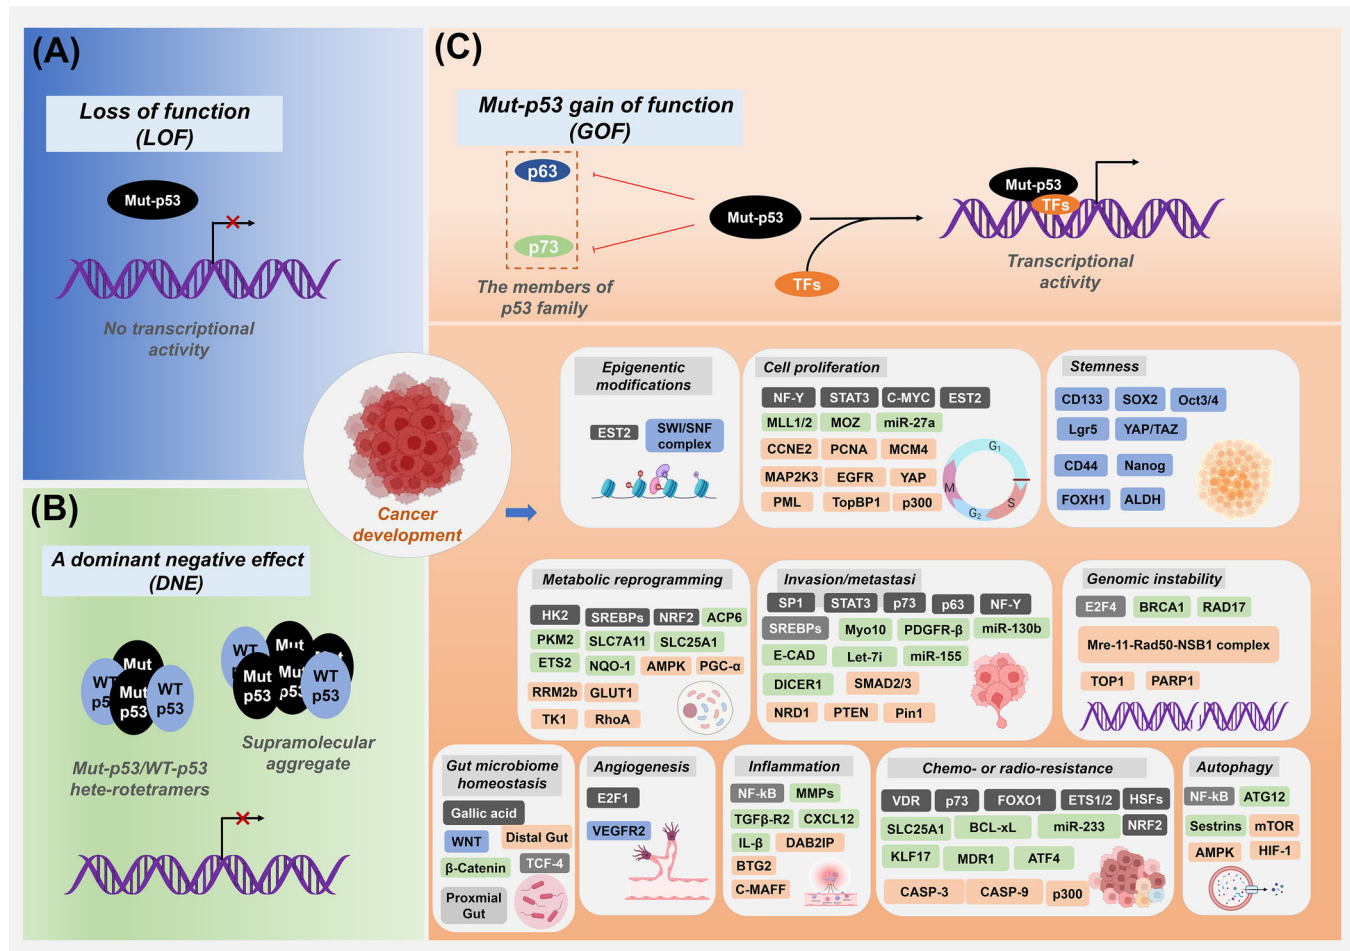 (A)
Loss of function
(LOF)
Mut-p53
No transcriptional
activity
(B)
A dominant negative effect
(DNE)
WT
p5
Mut
Mut
p53
WT
p53
WT
Mut
Mut
p53
Mut
p53
WT
p53
Mut-p53/WT-p53
hete-rotetramers
Supramolecular
aggregate
Cancer
development
(C)
Mut-p53 gain of function
(GOF)
p63
p73
The members of
p53 family
Mut-p53
TFs
Mut-p53
TFs
Transcriptional
activity
Epigenentic
modifications
EST2
SWI/SNF
complex
Cell proliferation
NF-Y STAT3 C-MYC EST2
MLL1/2 MOZ miR-27a
CCNE2 PCNA MCM4
MAP2K3 EGFR YAP
PML TopBP1 p300
G1
M
S
G2
Stemness
CD133 SOX2 Oct3/4
Lgr5 YAP/TAZ
CD44 Nanog
FOXH1 ALDH
Metabolic reprogramming
HK2 SREBPs NRF2 ACP6
PKM2 SLC7A11 SLC25A1
ETS2 NQO-1 AMPK PGC-α
RRM2b GLUT1
TK1 RhoA
Invasion/metastasi
SP1 STAT3 p73 p63 NF-Y
SREBPs Myo10 PDGFR-β miR-130b
E-CAD Let-7i miR-155
DICER1 SMAD2/3
NRD1 PTEN Pin1
Genomic instability
E2F4 BRCA1 RAD17
Mre-11-Rad50-NSB1 complex
TOP1 PARP1
Gut microbiome
homeostasis
Gallic acid
WNT Distal Gut
β-Catenin TCF-4
Proxmial
Gut
Angiogenesis
E2F1
VEGFR2
Inflammation
NF-kB MMPs
TGFβ-R2 CXCL12
IL-β DAB2IP
BTG2
C-MAFF
Chemo- or radio-resistance
VDR p73 FOXO1 ETS1/2 HSFs
SLC25A1 BCL-xL miR-233 NRF2
KLF17 MDR1 ATF4
CASP-3 CASP-9 p300
Autophagy
NF-kB ATG12
Sestrins mTOR
AMPK HIF-1